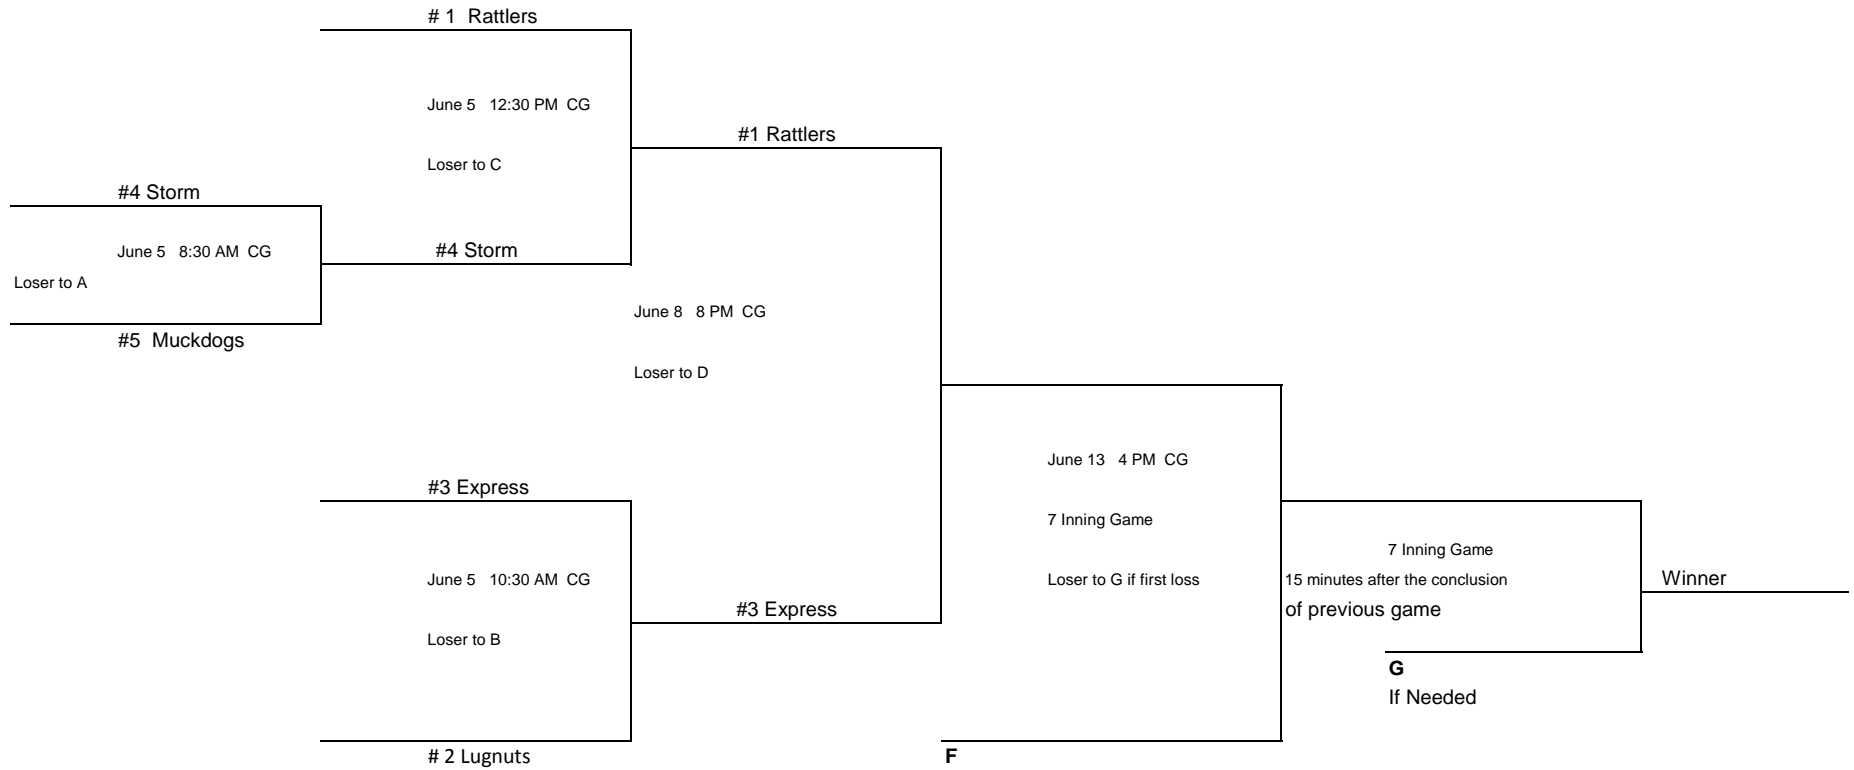 # 1 Rattlers
June 5 12:30 PM CG
#1 Rattlers
Loser to C
#4 Storm
June 5 8:30 AM CG
#4 Storm
Loser to A
June 8 8 PM CG
#5 Muckdogs
Loser to D
June 13 4 PM CG
#3 Express
7 Inning Game
7 Inning Game
June 5 10:30 AM CG
Loser to G if first loss
15 minutes after the conclusion
Winner
#3 Express
of previous game
Loser to B
G
If Needed
# 2 Lugnuts
F